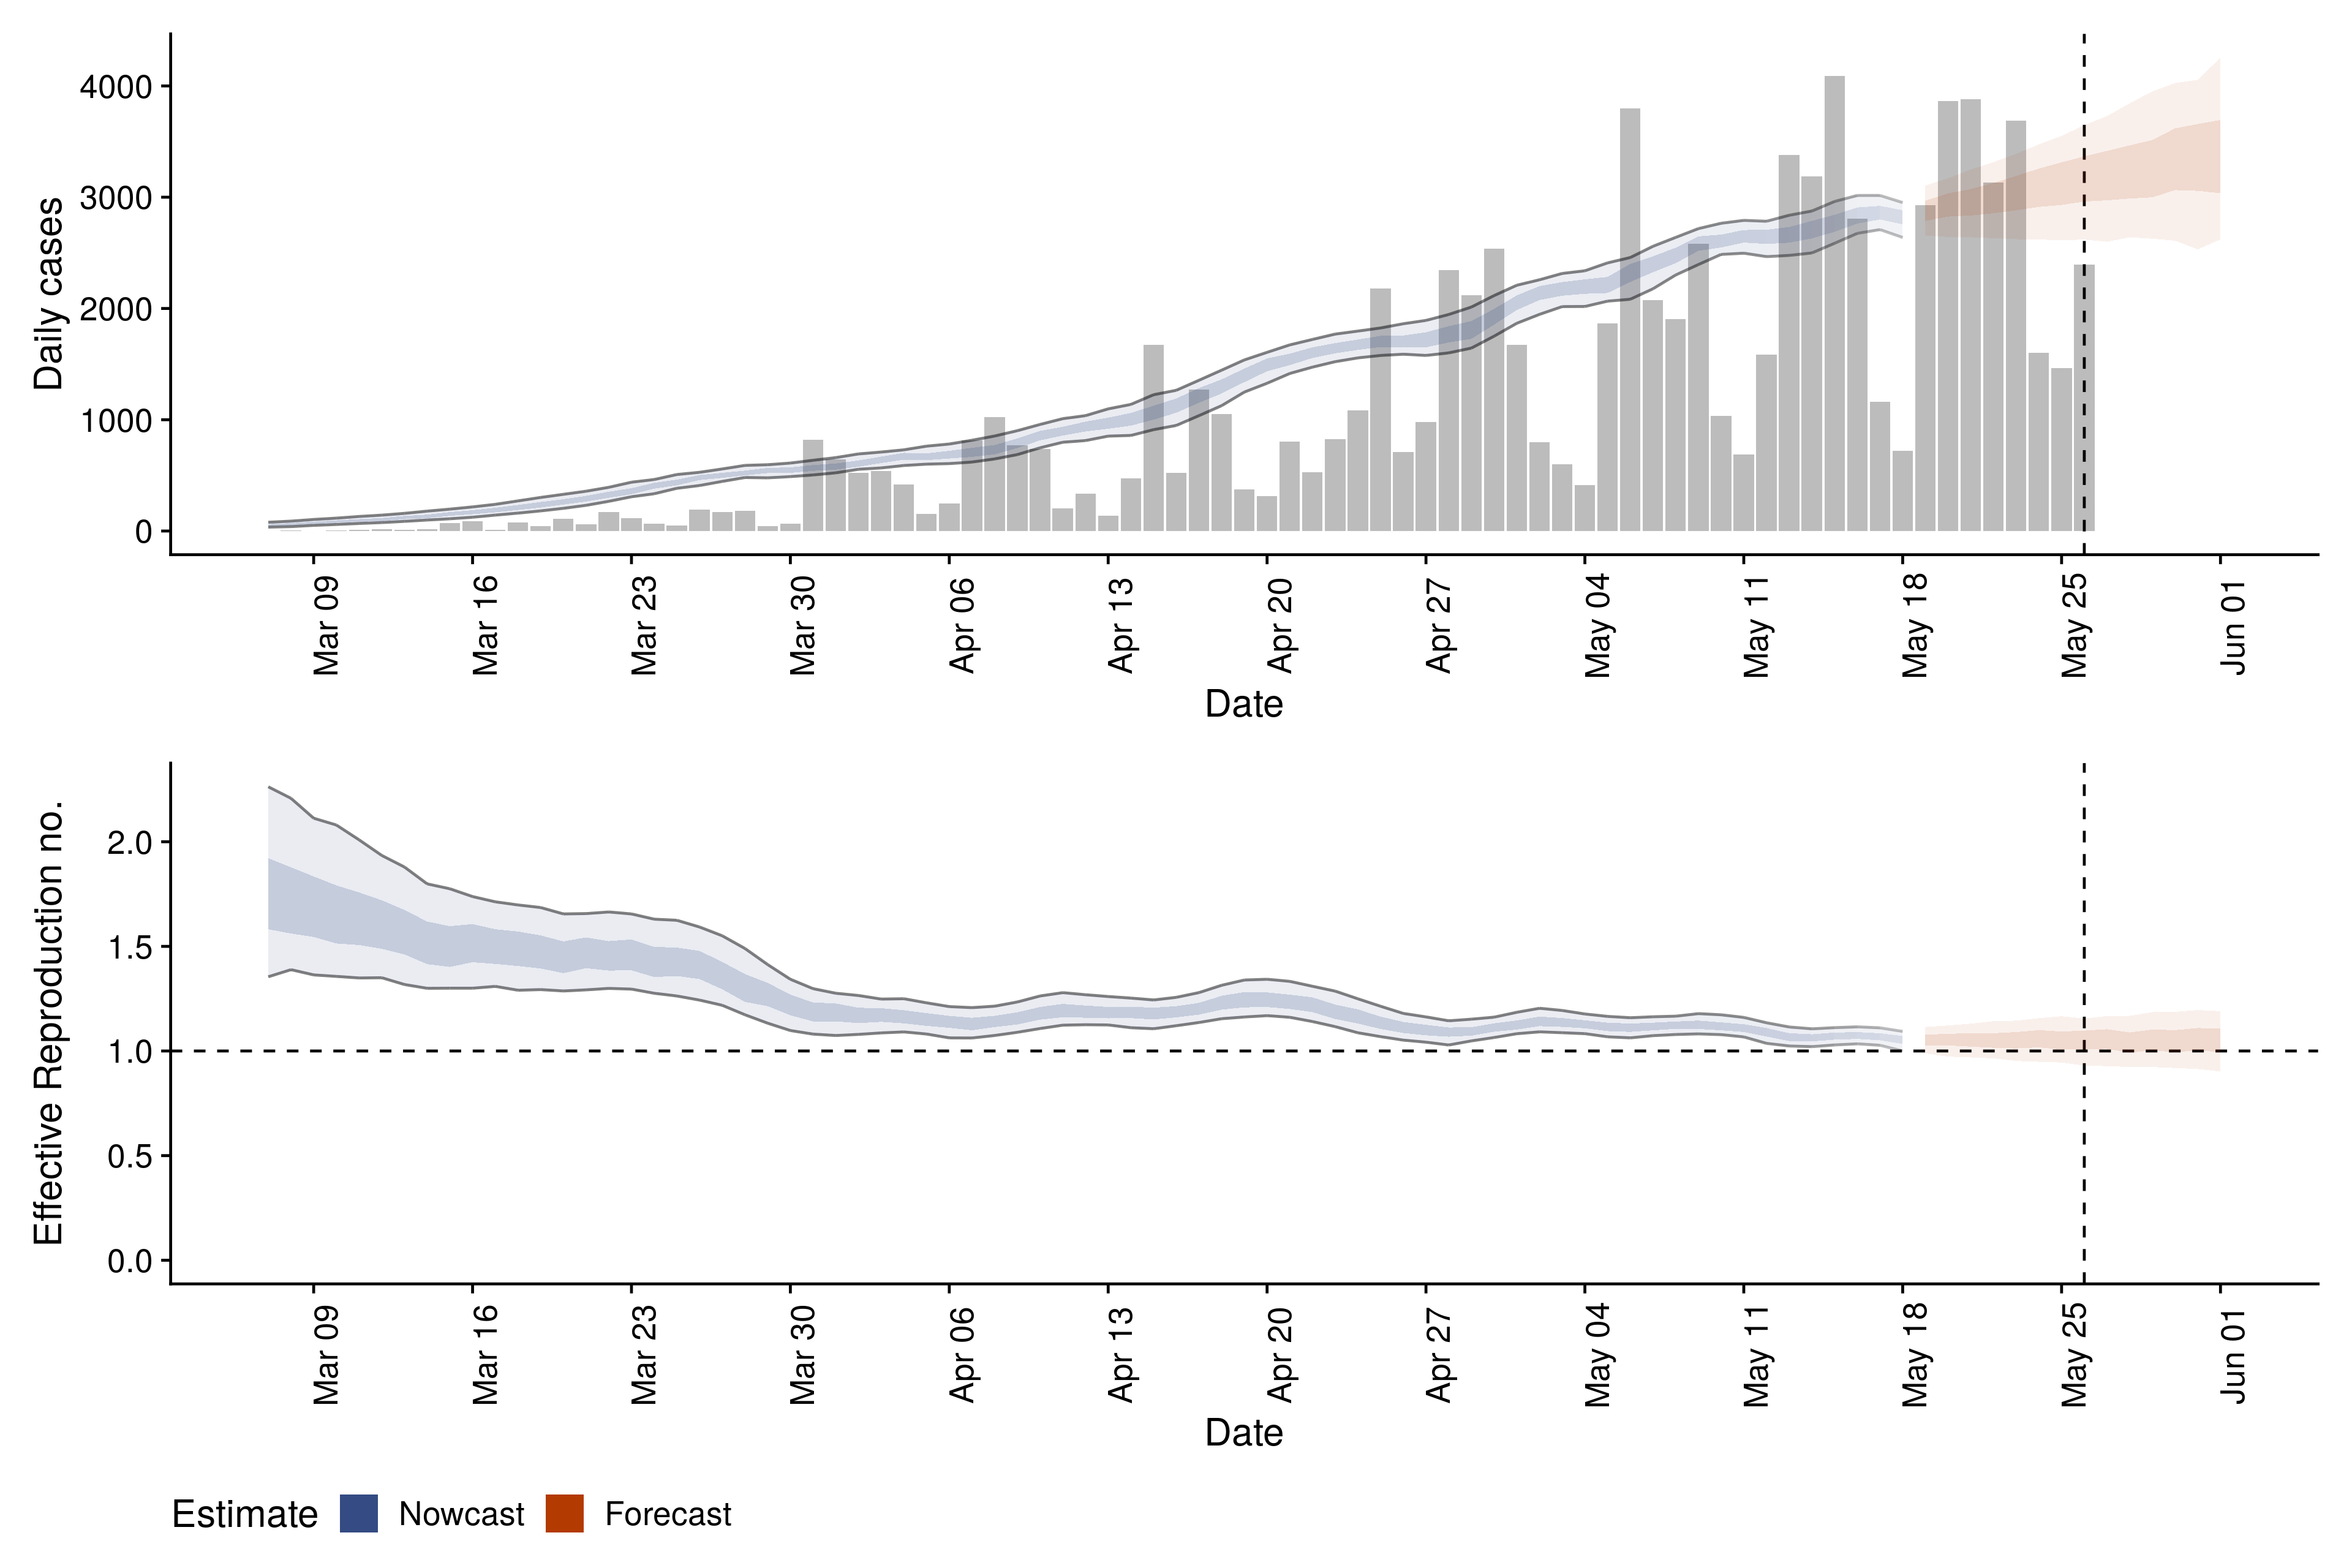 Daily cases
4000
3000
2000
1000
0
Mar 09
Mar 16
Mar 23
Mar 30
Apr 06
Apr 13
Apr 20
Apr 27
May 04
May 11
May 18
May 25
Jun 01
Date
Effective Reproduction no.
2.0
1.5
1.0
0.5
0.0
Mar 09
Mar 16
Mar 23
Mar 30
Apr 06
Apr 13
Apr 20
Apr 27
May 04
May 11
May 18
May 25
Jun 01
Date
Estimate Nowcast Forecast